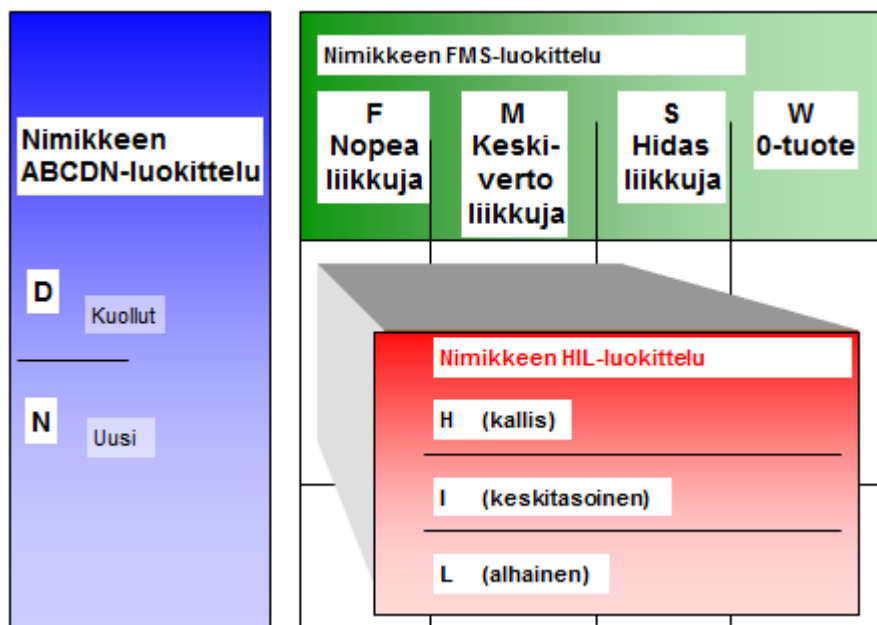 Nimikkeen
ABCDN-luokittelu
D
Kuollut
N
Uusi
Nimikkeen FMS-luokittelu
F
Nopea
liikkuja
M
Keski-
verto
liikkuja
S
Hidas
liikkuja
W
0-tuote
Nimikkeen HIL-luokittelu
H (kallis)
I (keskitasoinen)
L (alhainen)